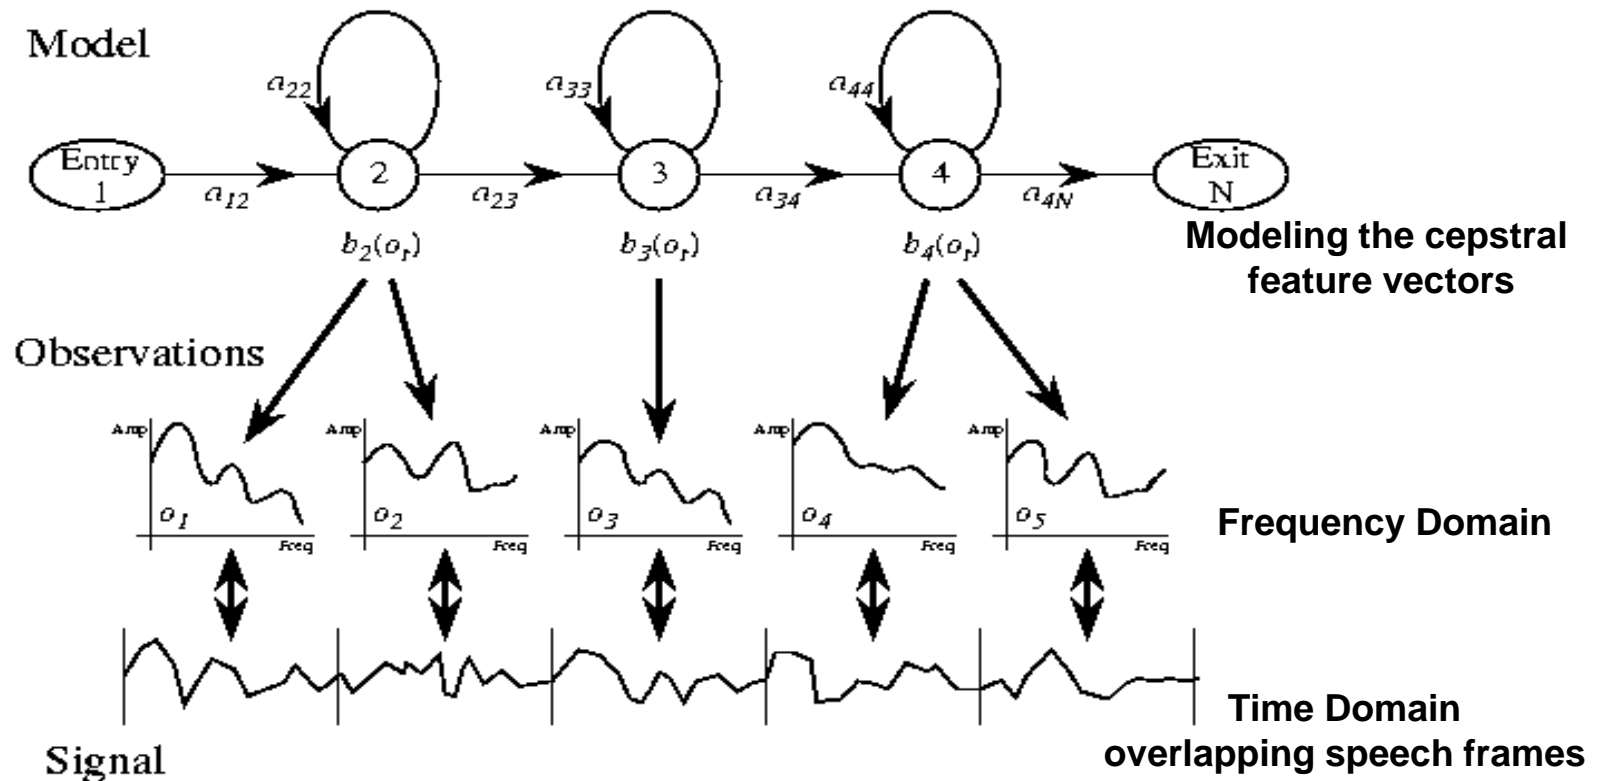 Model
a22
a33
a44
Entry
1
2
3
4
Exit
N
a12
a23
a34
a4N
b2(ot)
b3(ot)
b4(ot)
Modeling the cepstral
feature vectors
Observations
Amp
Amp
Amp
Amp
Amp
o1
o2
o3
o4
o5
Freq
Freq
Freq
Freq
Freq
Frequency Domain
Time Domain
overlapping speech frames
Signal